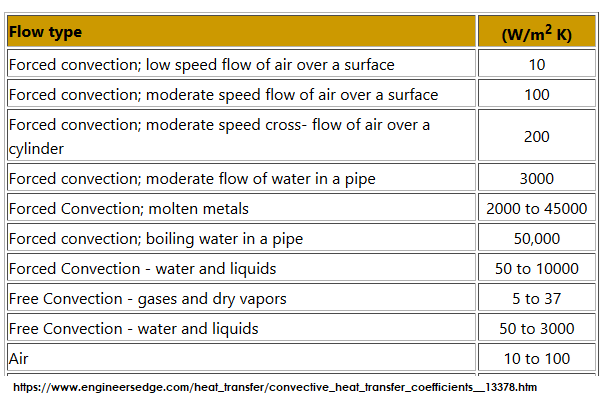 Flow type (W/m² K)
Forced convection; low speed flow of air over a surface 10
Forced convection; moderate speed flow of air over a surface 100
Forced convection; moderate speed cross- flow of air over a
cylinder 200
Forced convection; moderate flow of water in a pipe 3000
Forced Convection; molten metals 2000 to 45000
Forced convection; boiling water in a pipe 50,000
Forced Convection - water and liquids 50 to 10000
Free Convection - gases and dry vapors 5 to 37
Free Convection - water and liquids 50 to 3000
Air 10 to 100
https://www.engineersedge.com/heat_transfer/convective_heat_transfer_coefficients__13378.htm